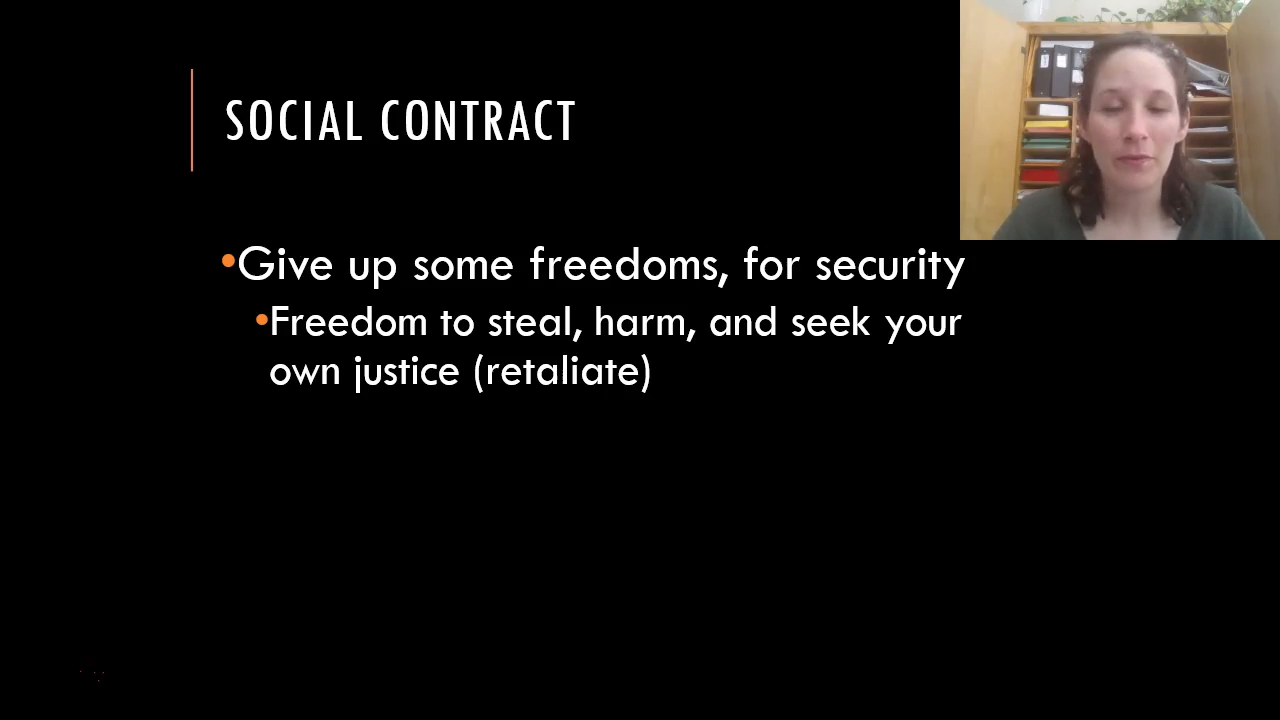 SOCIAL CONTRACT
•Give up some freedoms, for security
•Freedom to steal, harm, and seek your
own justice (retaliate)